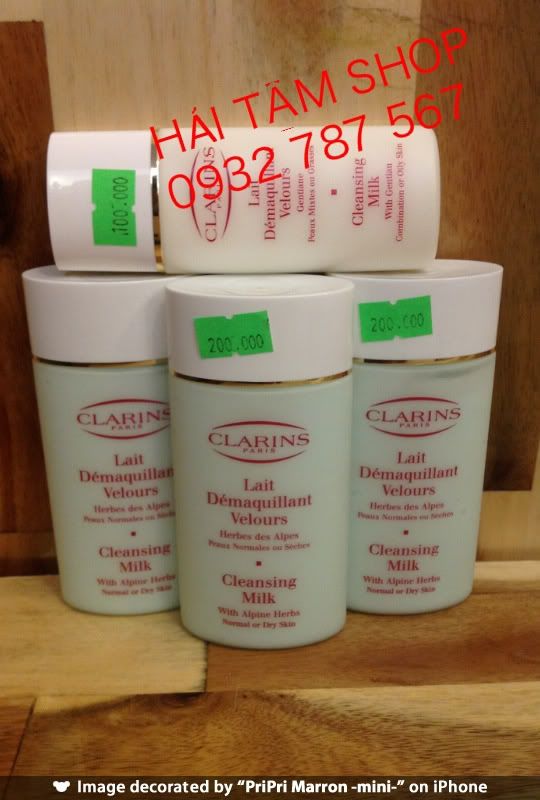 HẢI TÂM SHOP
0932 787 567
100.000
CLARINS
PARIS
Lait
Démaquillant
Velours
Gentiane
Peaux Mixtes ou Grasses
Cleansing
Milk
With Gentian
Combination or Oily Skin
CLARINS
PARIS
Lait
Démaquillant
Velours
Herbes des Alpes
Peaux Normales ou Sèches
Cleansing
Milk
With Alpine Herbs
Normal or Dry Skin
200.000
CLARINS
PARIS
Lait
Démaquillant
Velours
Herbes des Alpes
Peaux Normales ou Sèches
Cleansing
Milk
With Alpine Herbs
Normal or Dry Skin
200.000
CLARINS
PARIS
Lait
Démaquillant
Velours
Herbes des Alpes
Peaux Normales ou Sèches
Cleansing
Milk
With Alpine Herbs
Normal or Dry Skin
Image decorated by “PriPri Marron -mini-” on iPhone